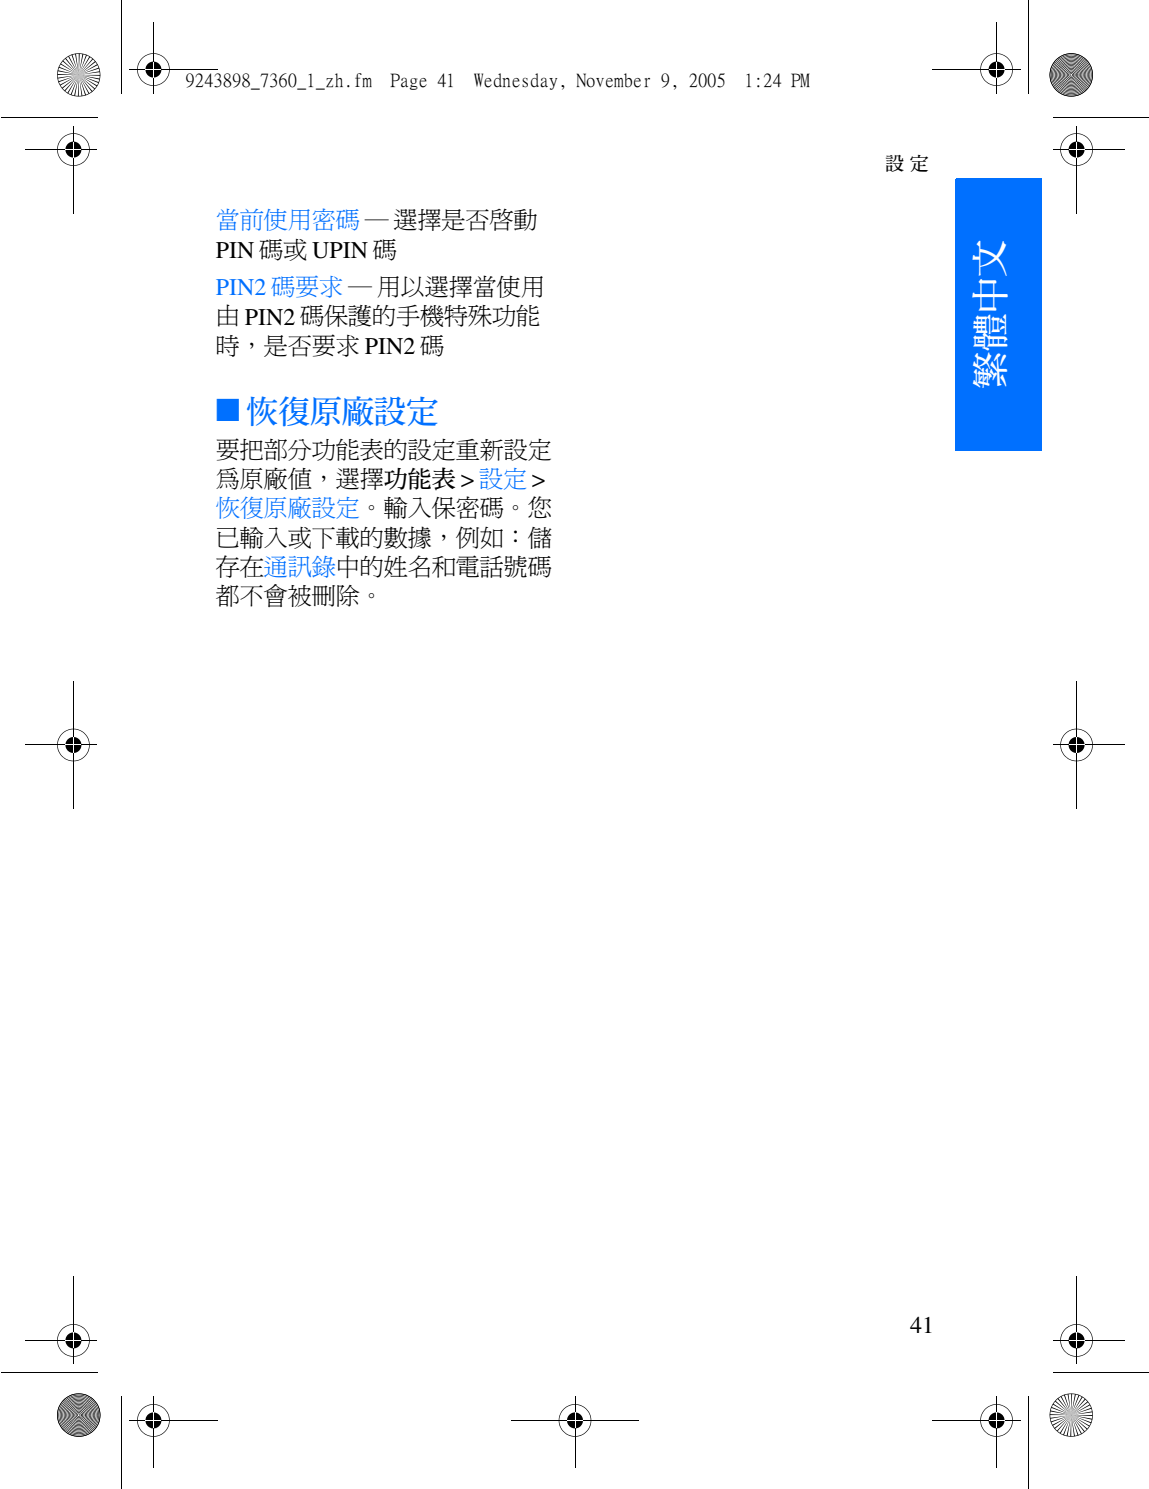 9243898_7360_1_zh.fm Page 41 Wednesday, November 9, 2005 1:24 PM
設定
當前使用密碼 — 選擇是否啓動
PIN 碼或 UPIN 碼
PIN2 碼要求 — 用以選擇當使用
由 PIN2 碼保護的手機特殊功能
時，是否要求 PIN2 碼
■ 恢復原廠設定
要把部分功能表的設定重新設定
爲原廠值，選擇功能表 > 設定 >
恢復原廠設定。輸入保密碼。您
已輸入或下載的數據，例如：儲
存在通訊錄中的姓名和電話號碼
都不會被刪除。
繁體中文
41